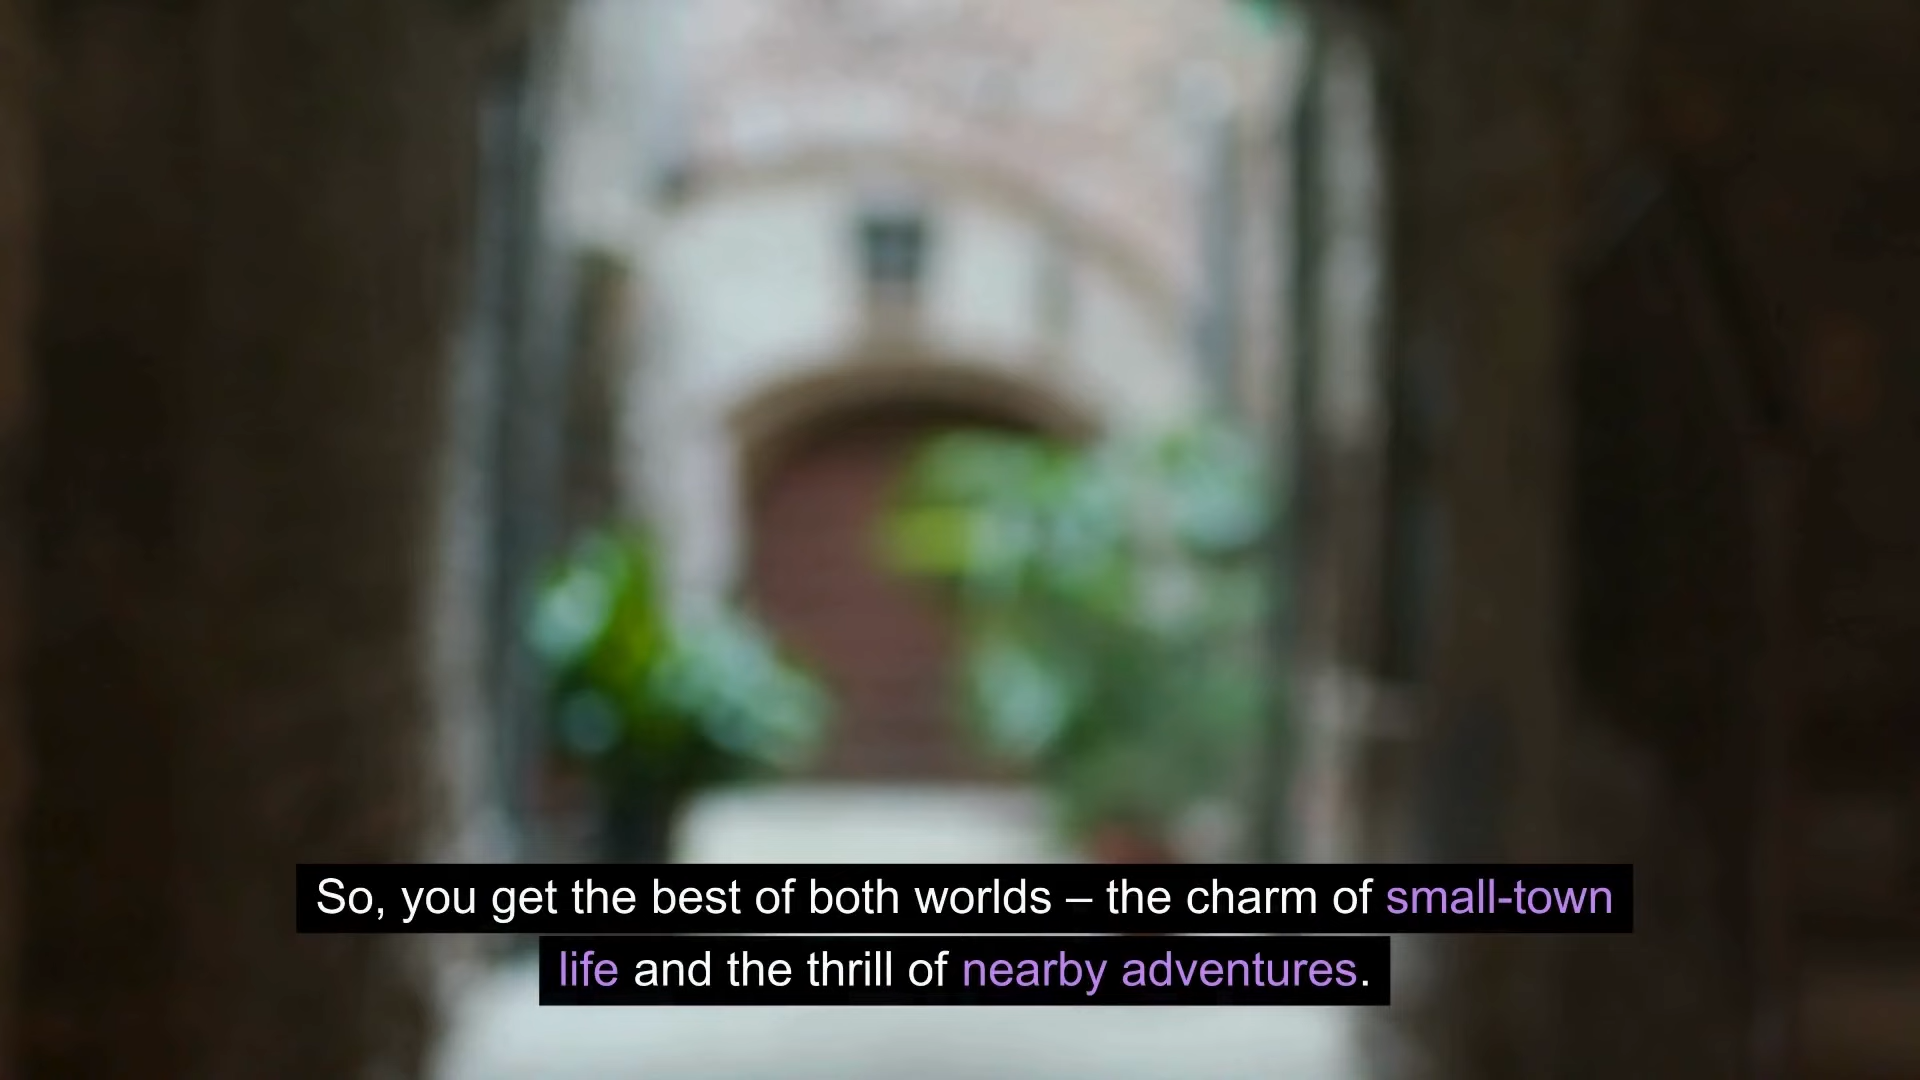 So, you get the best of both worlds – the charm of small-town
life and the thrill of nearby adventures.